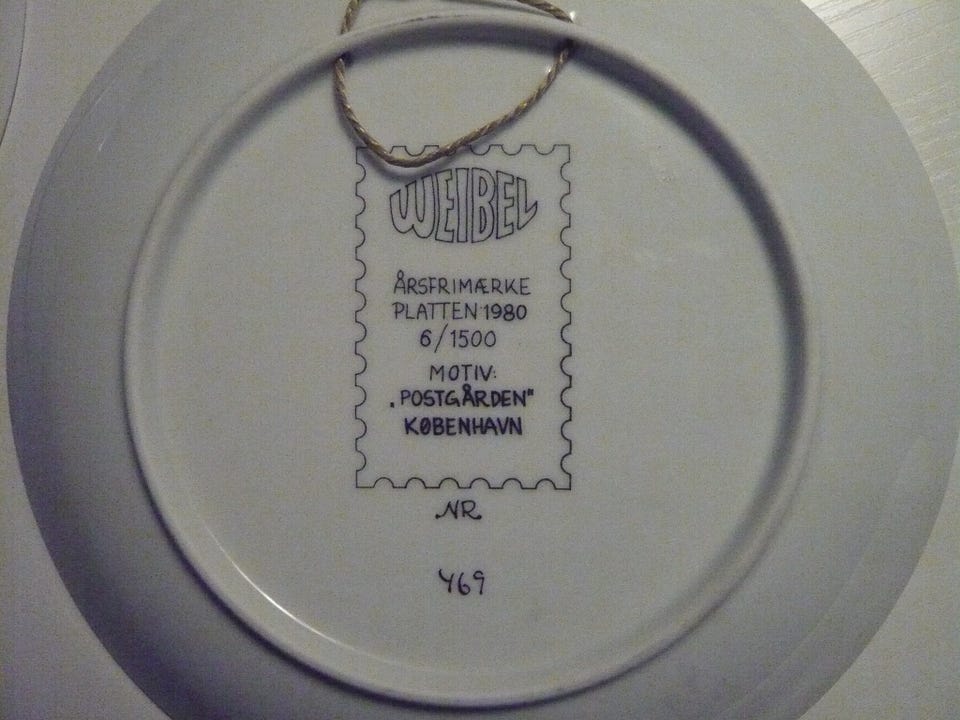 WEIBEL
ÅRSFRIMÆRKE
PLATTEN 1980
6/1500
MOTIV:
„POSTGÅRDEN"
KØBENHAVN
NR
469